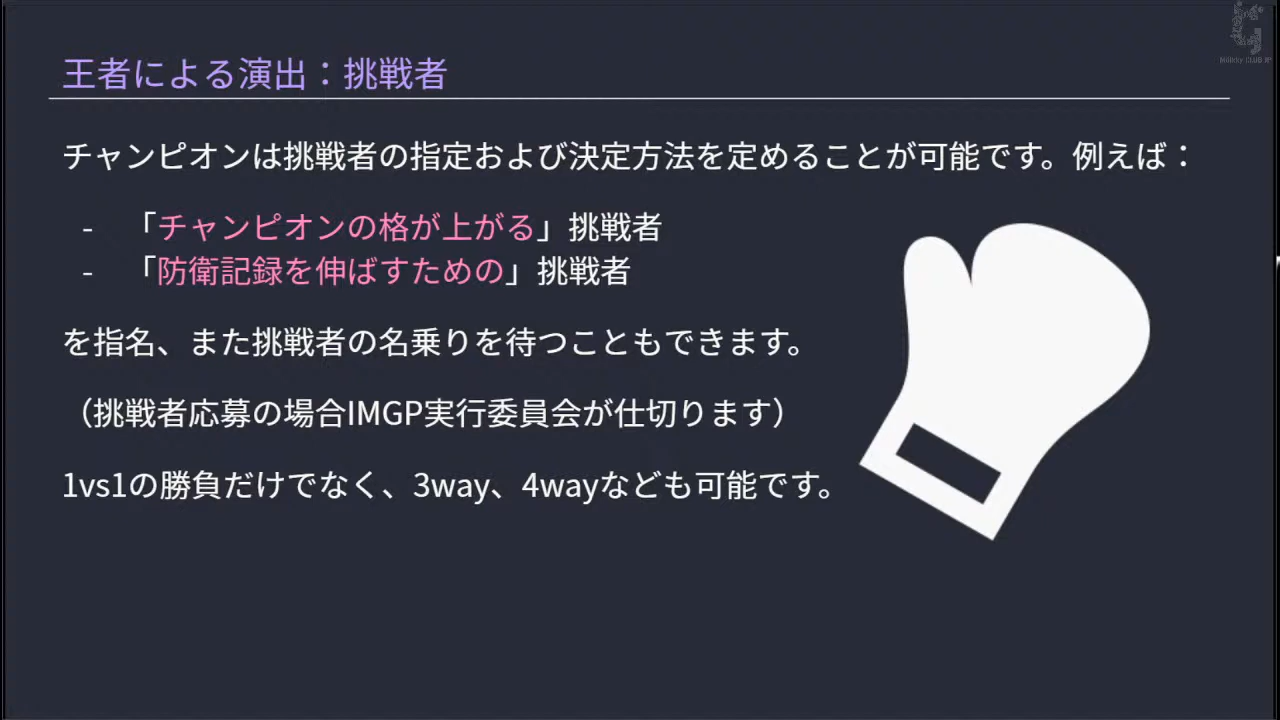 王者による演出：挑戦者
チャンピオンは挑戦者の指定および決定方法を定めることが可能です。例えば：
- 「チャンピオンの格が上がる」挑戦者
- 「防衛記録を伸ばすための」挑戦者
を指名、また挑戦者の名乗りを待つこともできます。
（挑戦者応募の場合IMGP実行委員会が仕切ります）
1vs1の勝負だけでなく、3way、4wayなども可能です。
Mölkky CLUB JP